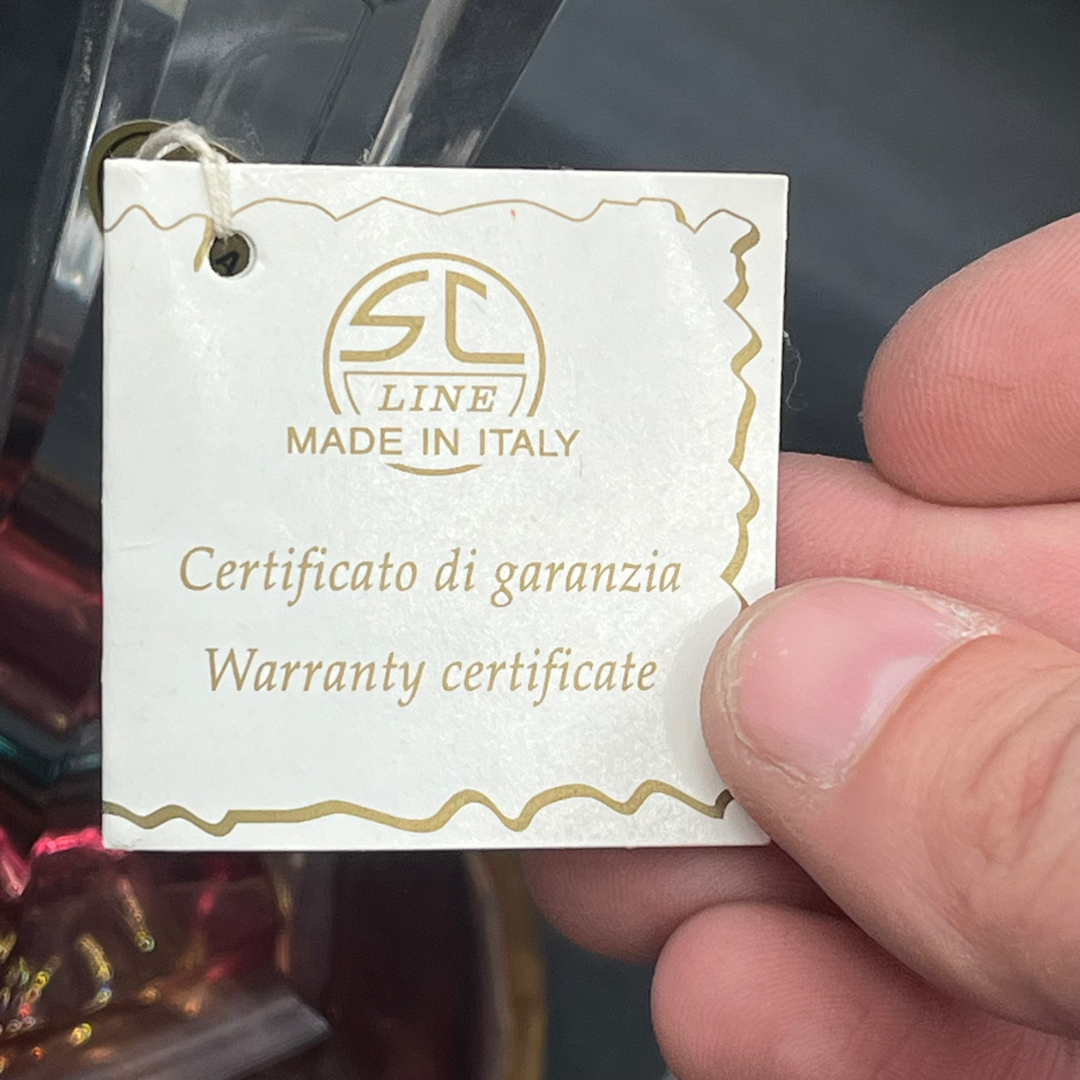 SC
LINE
MADE IN ITALY
Certificato di garanzia
Warranty certificate